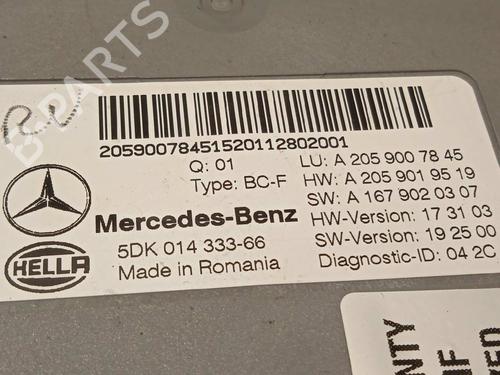 B-PARTS
RV
20590078451520112802001
Q: 01
Type: BC-F
Mercedes-Benz
HELLA
5DK 014 333-66
Made in Romania
LU: A 205 900 78 45
HW: A 205 901 95 19
SW: A 167 902 03 07
HW-Version: 17 31 03
SW-Version: 19 25 00
Diagnostic-ID: 04 2C